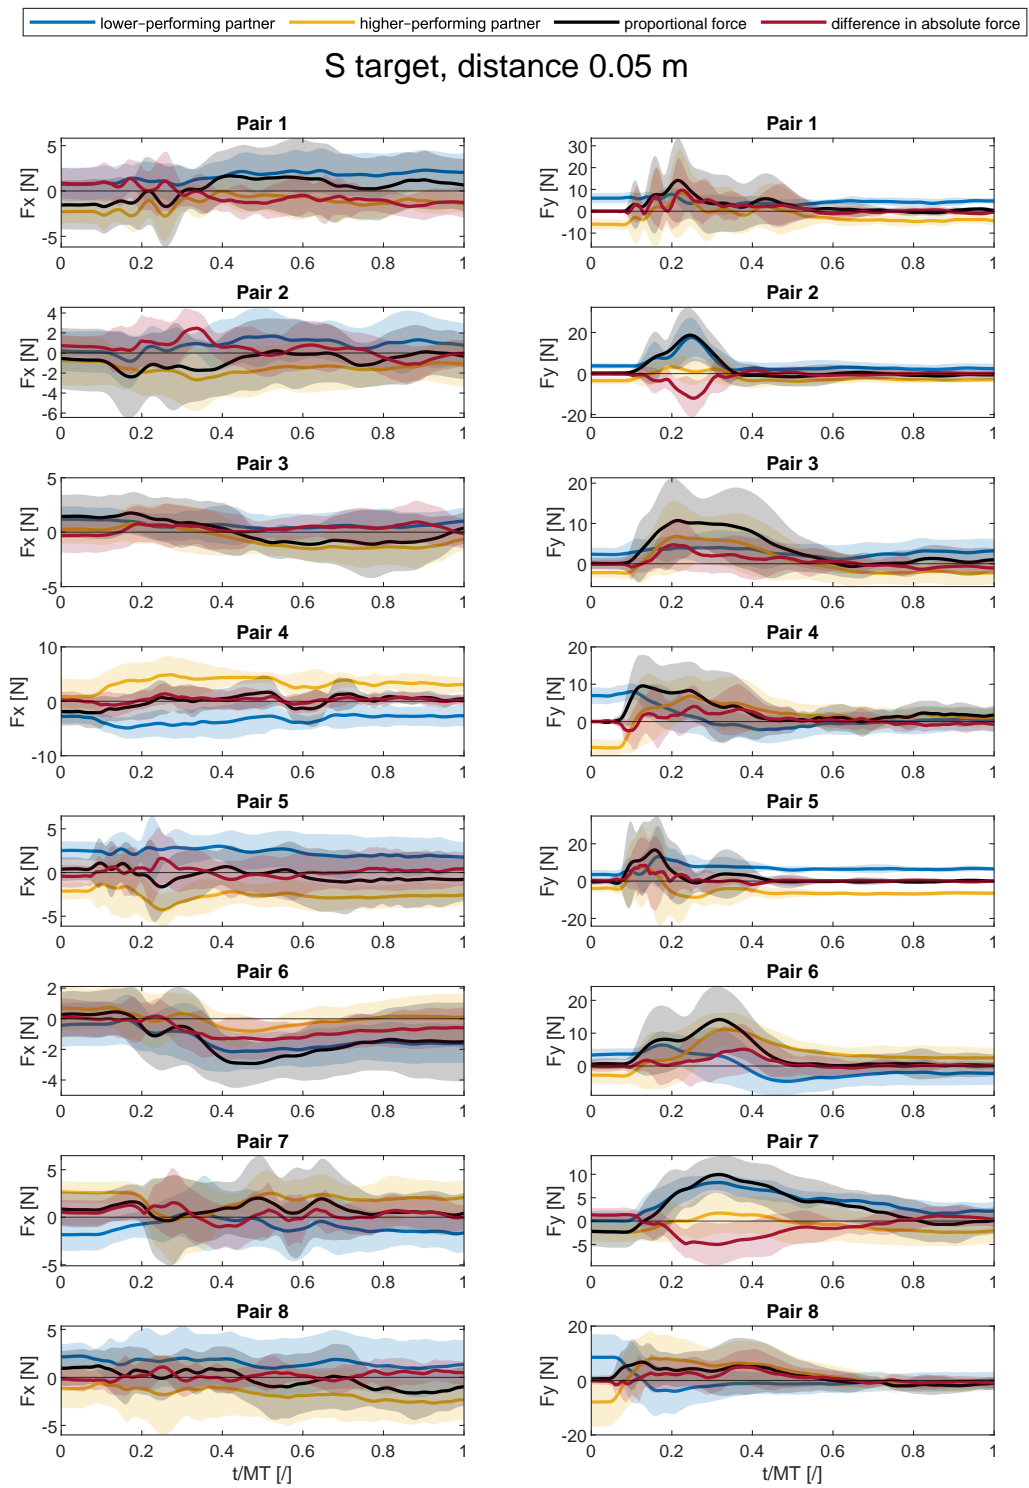 lower-performing partner higher-performing partner proportional force difference in absolute force
S target, distance 0.05 m
Pair 1 Pair 1
Fx [N] 5 0 -5
0 0.2 0.4 0.6 0.8 1
Fy [N] 30 20 10 0 -10
0 0.2 0.4 0.6 0.8 1
Pair 2 Pair 2
Fx [N] 4 2 0 -2 -4 -6
0 0.2 0.4 0.6 0.8 1
Fy [N] 20 0 -20
0 0.2 0.4 0.6 0.8 1
Pair 3 Pair 3
Fx [N] 5 0 -5
0 0.2 0.4 0.6 0.8 1
Fy [N] 20 10 0
0 0.2 0.4 0.6 0.8 1
Pair 4 Pair 4
Fx [N] 10 0 -10
0 0.2 0.4 0.6 0.8 1
Fy [N] 20 10 0
0 0.2 0.4 0.6 0.8 1
Pair 5 Pair 5
Fx [N] 5 0 -5
0 0.2 0.4 0.6 0.8 1
Fy [N] 20 0 -20
0 0.2 0.4 0.6 0.8 1
Pair 6 Pair 6
Fx [N] 2 0 -2 -4
0 0.2 0.4 0.6 0.8 1
Fy [N] 20 10 0
0 0.2 0.4 0.6 0.8 1
Pair 7 Pair 7
Fx [N] 5 0 -5
0 0.2 0.4 0.6 0.8 1
Fy [N] 10 5 0 -5
0 0.2 0.4 0.6 0.8 1
Pair 8 Pair 8
Fx [N] 5 0 -5
0 0.2 0.4 0.6 0.8 1
t/MT [/]
Fy [N] 20 0 -20
0 0.2 0.4 0.6 0.8 1
t/MT [/]